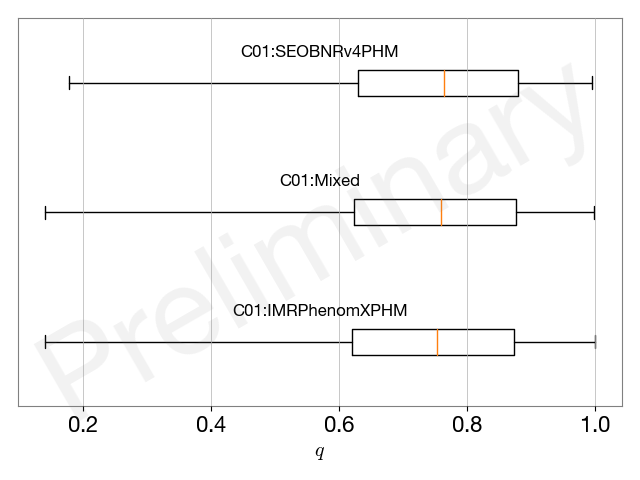 C01:SEOBNRv4PHM
C01:Mixed
C01:IMRPhenomXPHM
Preliminary
0.2 0.4 0.6 0.8 1.0
q